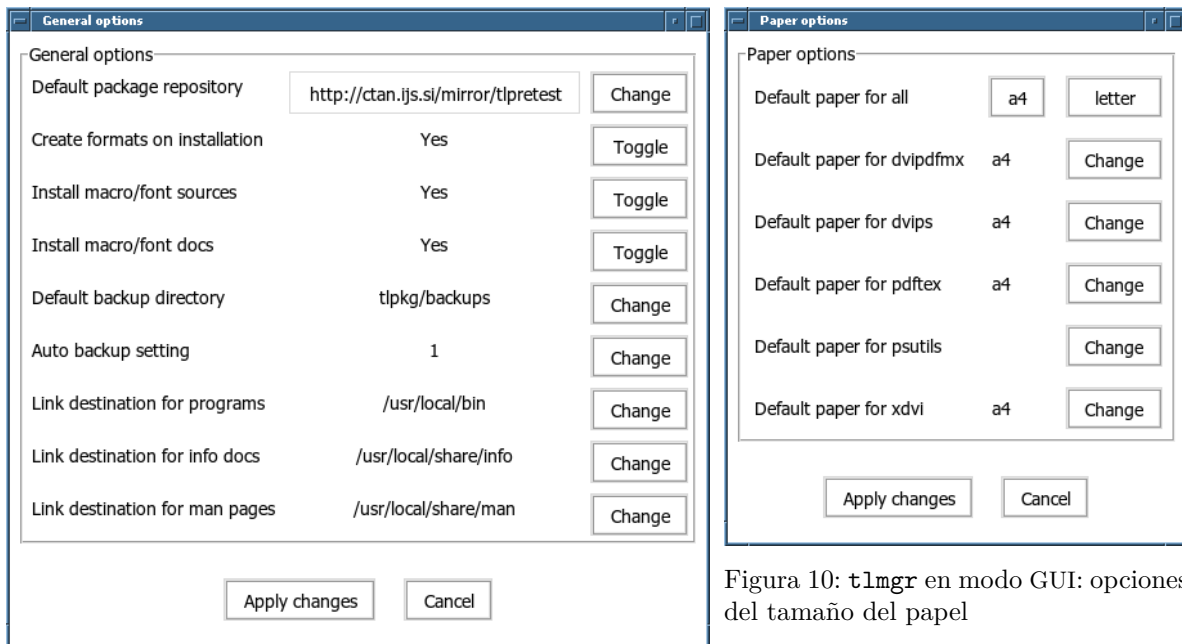 General options
General options
Default package repository http://ctan.ijs.si/mirror/tlpretest Change
Create formats on installation Yes Toggle
Install macro/font sources Yes Toggle
Install macro/font docs Yes Toggle
Default backup directory tlpkg/backups Change
Auto backup setting 1 Change
Link destination for programs /usr/local/bin Change
Link destination for info docs /usr/local/share/info Change
Link destination for man pages /usr/local/share/man Change
Apply changes Cancel
Paper options
Paper options
Default paper for all a4 letter
Default paper for dvipdfmx a4 Change
Default paper for dvips a4 Change
Default paper for pdftex a4 Change
Default paper for psutils Change
Default paper for xdvi a4 Change
Apply changes Cancel
Figura 10: tlmgr en modo GUI: opciones
del tamaño del papel